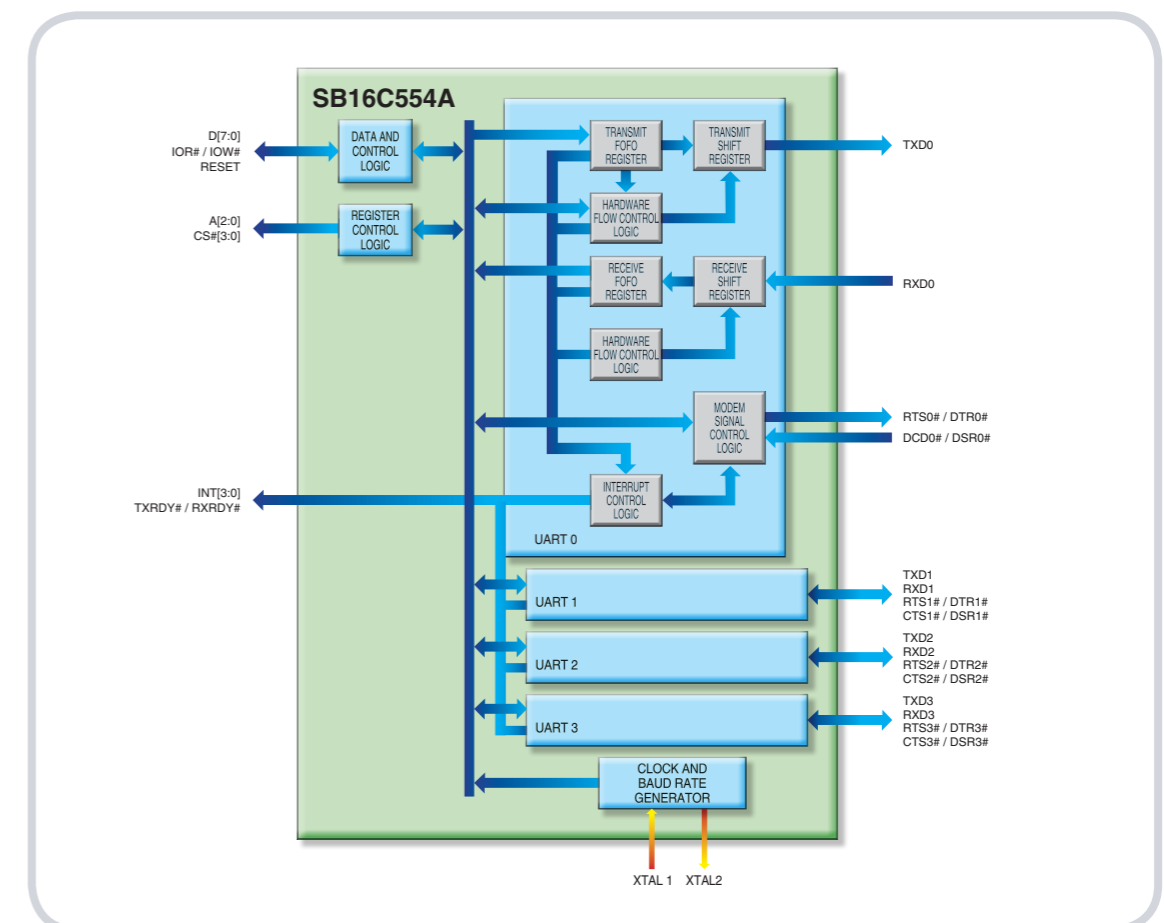 SB16C554A
D[7:0]
IOR# / IOW#
RESET
DATA AND
CONTROL
LOGIC
TRANSMIT
FOFO
REGISTER
TRANSMIT
SHIFT
REGISTER
TXD0
A[2:0]
CS#[3:0]
REGISTER
CONTROL
LOGIC
HARDWARE
FLOW CONTROL
LOGIC
RECEIVE
FOFO
REGISTER
RECEIVE
SHIFT
REGISTER
RXD0
HARDWARE
FLOW CONTROL
LOGIC
MODEM
SIGNAL
CONTROL
LOGIC
RTS0# / DTR0#
DCD0# / DSR0#
INT[3:0]
TXRDY# / RXRDY#
INTERRUPT
CONTROL
LOGIC
UART 0
UART 1
TXD1
RXD1
RTS1# / DTR1#
CTS1# / DSR1#
UART 2
TXD2
RXD2
RTS2# / DTR2#
CTS2# / DSR2#
UART 3
TXD3
RXD3
RTS3# / DTR3#
CTS3# / DSR3#
CLOCK AND
BAUD RATE
GENERATOR
XTAL 1
XTAL2